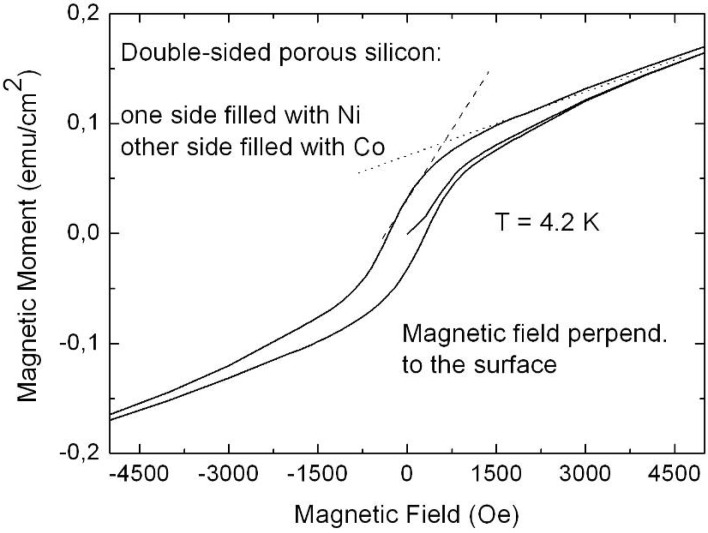 0,2
0,1
0,0
-0,1
-0,2
Magnetic Moment (emu/cm²)
Double-sided porous silicon:
one side filled with Ni
other side filled with Co
T = 4.2 K
Magnetic field perpend.
to the surface
-4500 -3000 -1500 0 1500 3000 4500
Magnetic Field (Oe)